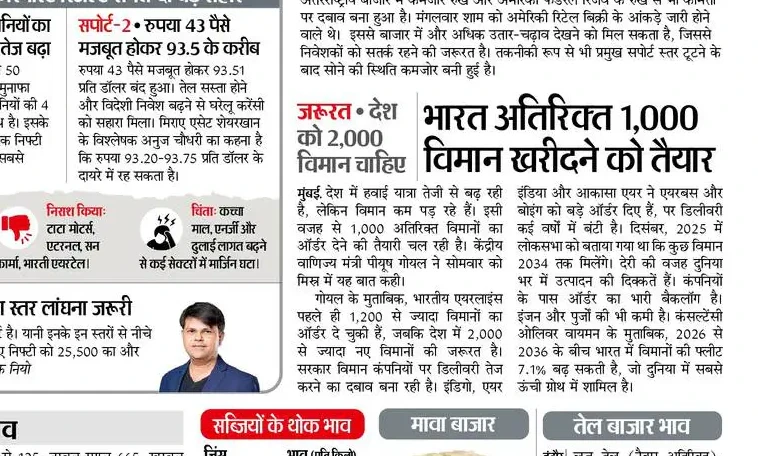 पर दबाव बना हुआ है। मंगलवार शाम को अमेरिकी रिटेल बिक्री के आंकड़े जारी होने
वाले थे। इससे बाजार में और अधिक उतार-चढ़ाव देखने को मिल सकता है, जिससे
निवेशकों को सतर्क रहने की जरूरत है। तकनीकी रूप से भी प्रमुख सपोर्ट स्तर टूटने के
बाद सोने की स्थिति कमजोर बनी हुई है।
नियों का
तेज बढ़ा
50
मुनाफा
नियों की 4
है। इसके
निफ्टी
सबसे
सपोर्ट-2 • रुपया 43 पैसे
मजबूत होकर 93.5 के करीब
रुपया 43 पैसे मजबूत होकर 93.51
प्रति डॉलर बंद हुआ। तेल सस्ता होने
और विदेशी निवेश बढ़ने से घरेलू करेंसी
को सहारा मिला। मिराए एसेट शेयरखान
के विश्लेषक अनुज चौधरी का कहना है
कि रुपया 93.20-93.75 प्रति डॉलर के
दायरे में रह सकता है।
निराश किया:
टाटा मोटर्स,
एटरनल, सन
फार्मा, भारती एयरटेल।
चिंता: कच्चा
माल, एनर्जी और
ढुलाई लागत बढ़ने
से कई सेक्टरों में मार्जिन घटा।
स्तर लांघना जरूरी
है। यानी इनके इन स्तरों से नीचे
निफ्टी को 25,500 का और
जरूरत • देश
को 2,000
विमान चाहिए
भारत अतिरिक्त 1,000
विमान खरीदने को तैयार
मुंबई. देश में हवाई यात्रा तेजी से बढ़ रही
है, लेकिन विमान कम पड़ रहे हैं। इसी
वजह से 1,000 अतिरिक्त विमानों का
ऑर्डर देने की तैयारी चल रही है। केंद्रीय
वाणिज्य मंत्री पीयूष गोयल ने सोमवार को
मिस्र में यह बात कही।
गोयल के मुताबिक, भारतीय एयरलाइंस
पहले ही 1,200 से ज्यादा विमानों का
ऑर्डर दे चुकी हैं, जबकि देश में 2,000
से ज्यादा नए विमानों की जरूरत है।
सरकार विमान कंपनियों पर डिलीवरी तेज
करने का दबाव बना रही है। इंडिगो, एयर
इंडिया और आकासा एयर ने एयरबस और
बोइंग को बड़े ऑर्डर दिए हैं, पर डिलीवरी
कई वर्षों में बंटी है। दिसंबर, 2025 में
लोकसभा को बताया गया था कि कुछ विमान
2034 तक मिलेंगे। देरी की वजह दुनिया
भर में उत्पादन की दिक्कतें हैं। कंपनियों
के पास ऑर्डर का भारी बैकलॉग है।
इंजन और पुर्जों की भी कमी है। कंसल्टेंसी
ओलिवर वायमन के मुताबिक, 2026 से
2036 के बीच भारत में विमानों की फ्लीट
7.1% बढ़ सकती है, जो दुनिया में सबसे
ऊंची ग्रोथ में शामिल है।
सब्जियों के थोक भाव
जिंस भाव (प्रति किलो)
मावा बाजार
तेल बाजार भाव